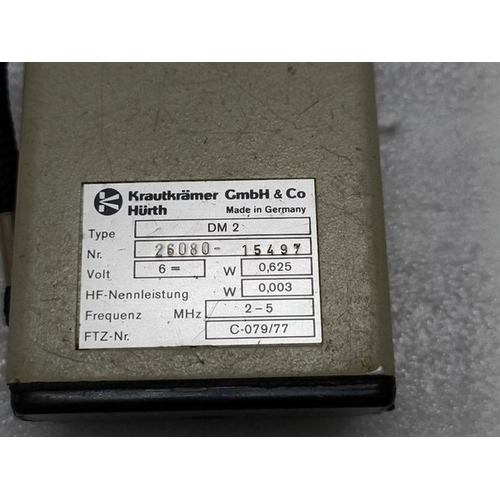 Krautkrämer GmbH & Co
Hürth Made in Germany
Type DM 2
Nr. 26080- 15497
Volt 6= W 0,625
HF-Nennleistung W 0,003
Frequenz MHz 2-5
FTZ-Nr. C-079/77